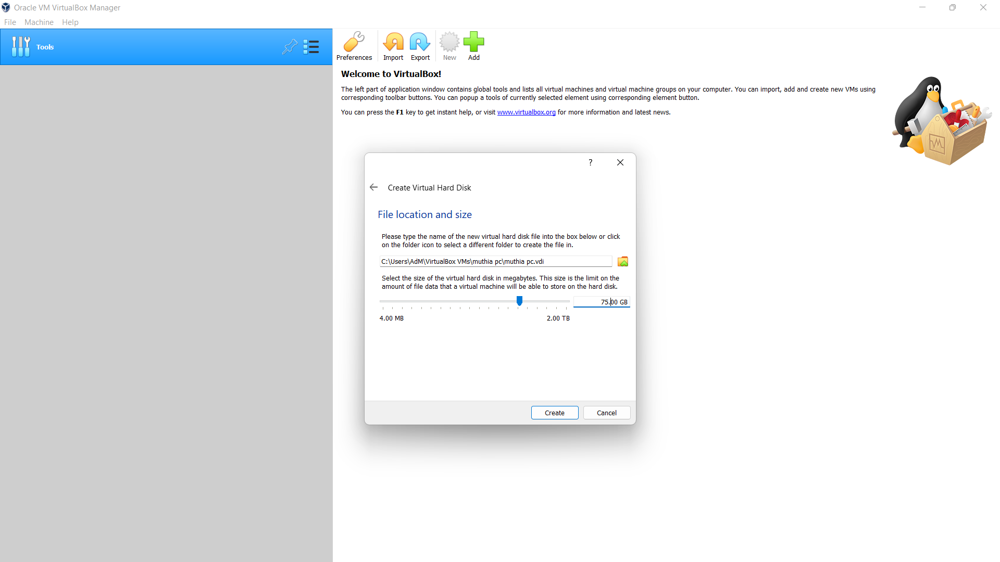 Oracle VM VirtualBox Manager
File Machine Help
Tools
Preferences Import Export New Add
Welcome to VirtualBox!
The left part of application window contains global tools and lists all virtual machines and virtual machine groups on your computer. You can import, add and create new VMs using
corresponding toolbar buttons. You can popup a tools of currently selected element using corresponding element button.
You can press the F1 key to get instant help, or visit www.virtualbox.org for more information and latest news.
?
Create Virtual Hard Disk
File location and size
Please type the name of the new virtual hard disk file into the box below or click
on the folder icon to select a different folder to create the file in.
C:\Users\AdM\VirtualBox VMs\muthia pc\muthia pc.vdi
Select the size of the virtual hard disk in megabytes. This size is the limit on the
amount of file data that a virtual machine will be able to store on the hard disk.
75.00 GB
4.00 MB 2.00 TB
Create Cancel